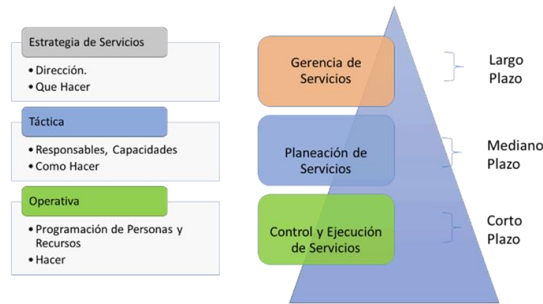 Estrategia de Servicios
• Dirección.
• Que Hacer
Táctica
• Responsables, Capacidades
• Como Hacer
Operativa
• Programación de Personas y
Recursos
• Hacer
Gerencia de
Servicios
Planeación de
Servicios
Control y Ejecución
de Servicios
Largo
Plazo
Mediano
Plazo
Corto
Plazo